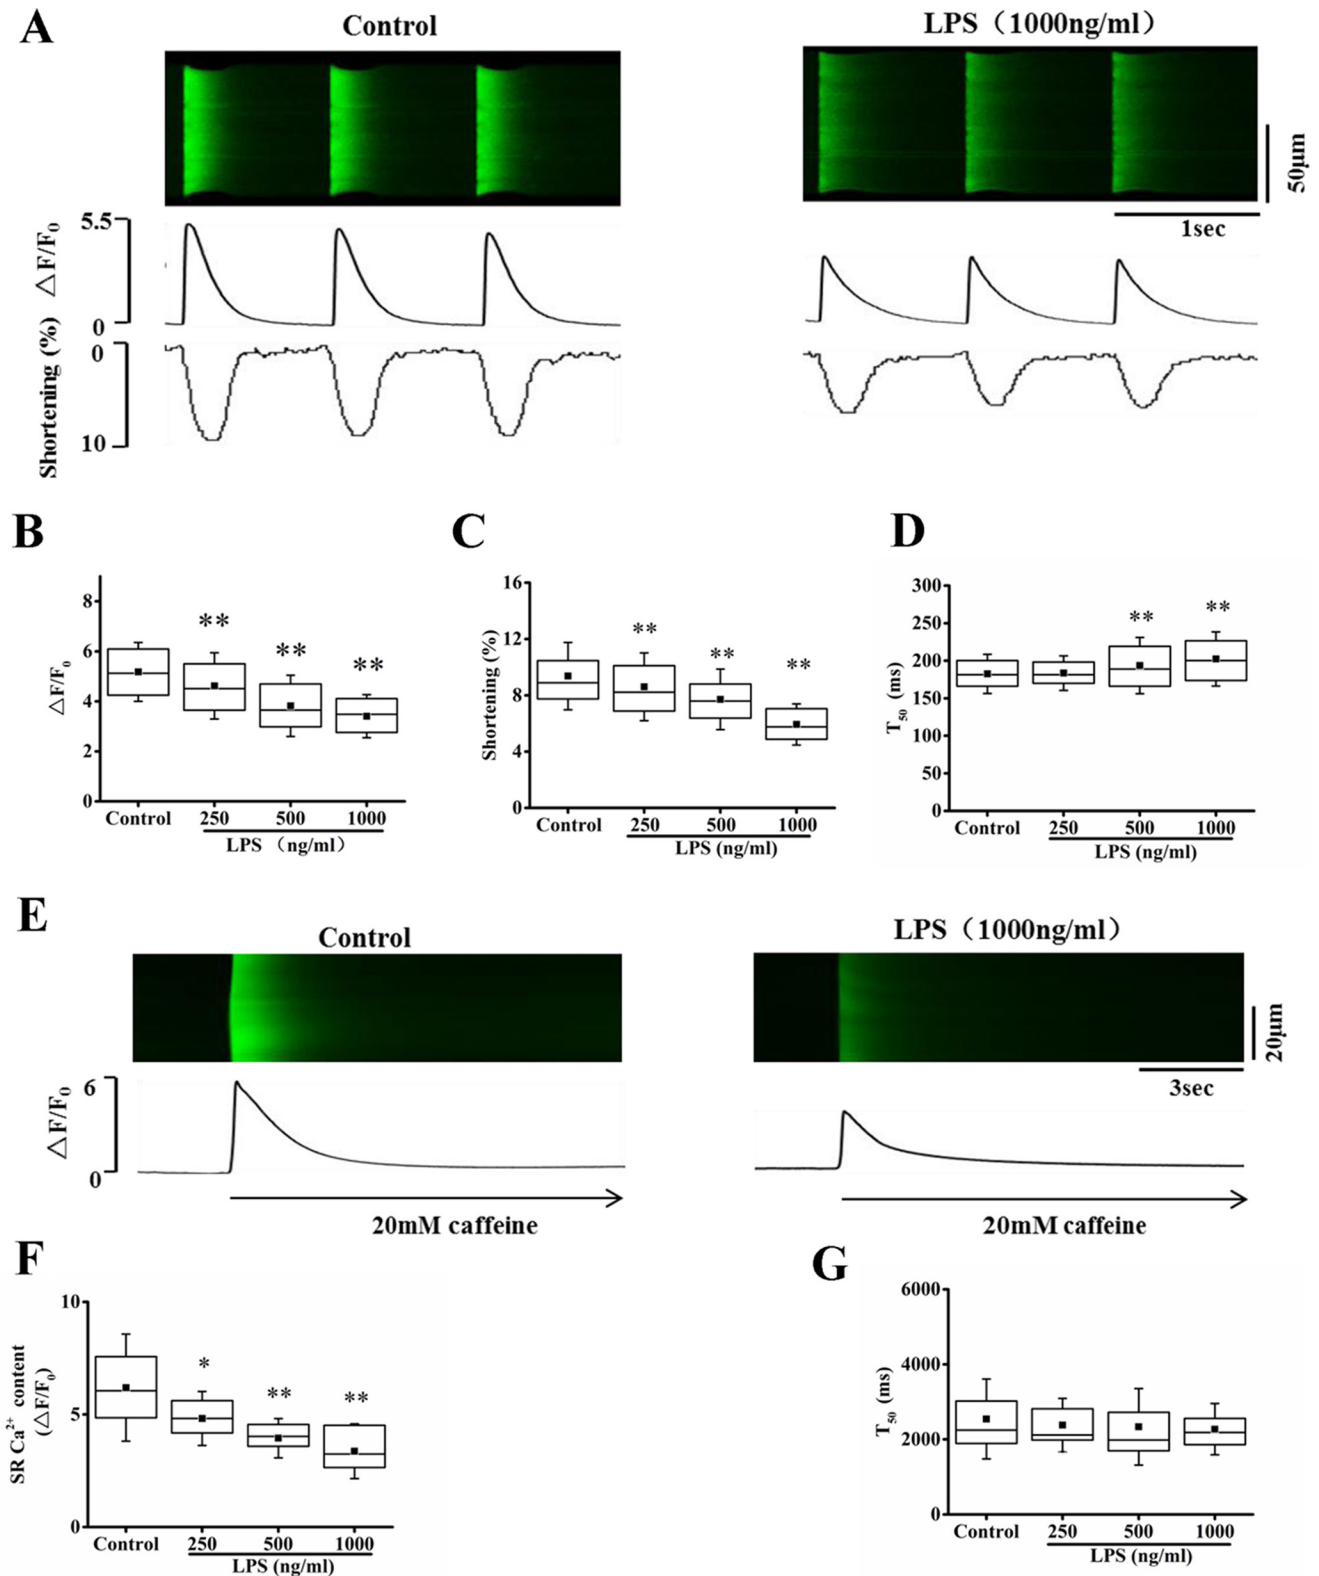 A
Control
LPS（1000ng/ml）
50μm
1sec
5.5
△F/F0
0
Shortening (%)
0
10
B
C
D
△F/F0
8
6
4
2
0
** ** **
Control 250 500 1000
LPS （ng/ml）
Shortening (%)
16
12
8
4
0
** ** **
Control 250 500 1000
LPS (ng/ml)
T50 (ms)
300
250
200
150
100
50
0
** **
Control 250 500 1000
LPS (ng/ml)
E
Control
LPS（1000ng/ml）
20μm
3sec
△F/F0
6
0
20mM caffeine
20mM caffeine
F
G
SR Ca2+ content
(△F/F0)
10
5
0
* ** **
Control 250 500 1000
LPS (ng/ml)
T50 (ms)
6000
4000
2000
0
Control 250 500 1000
LPS (ng/ml)